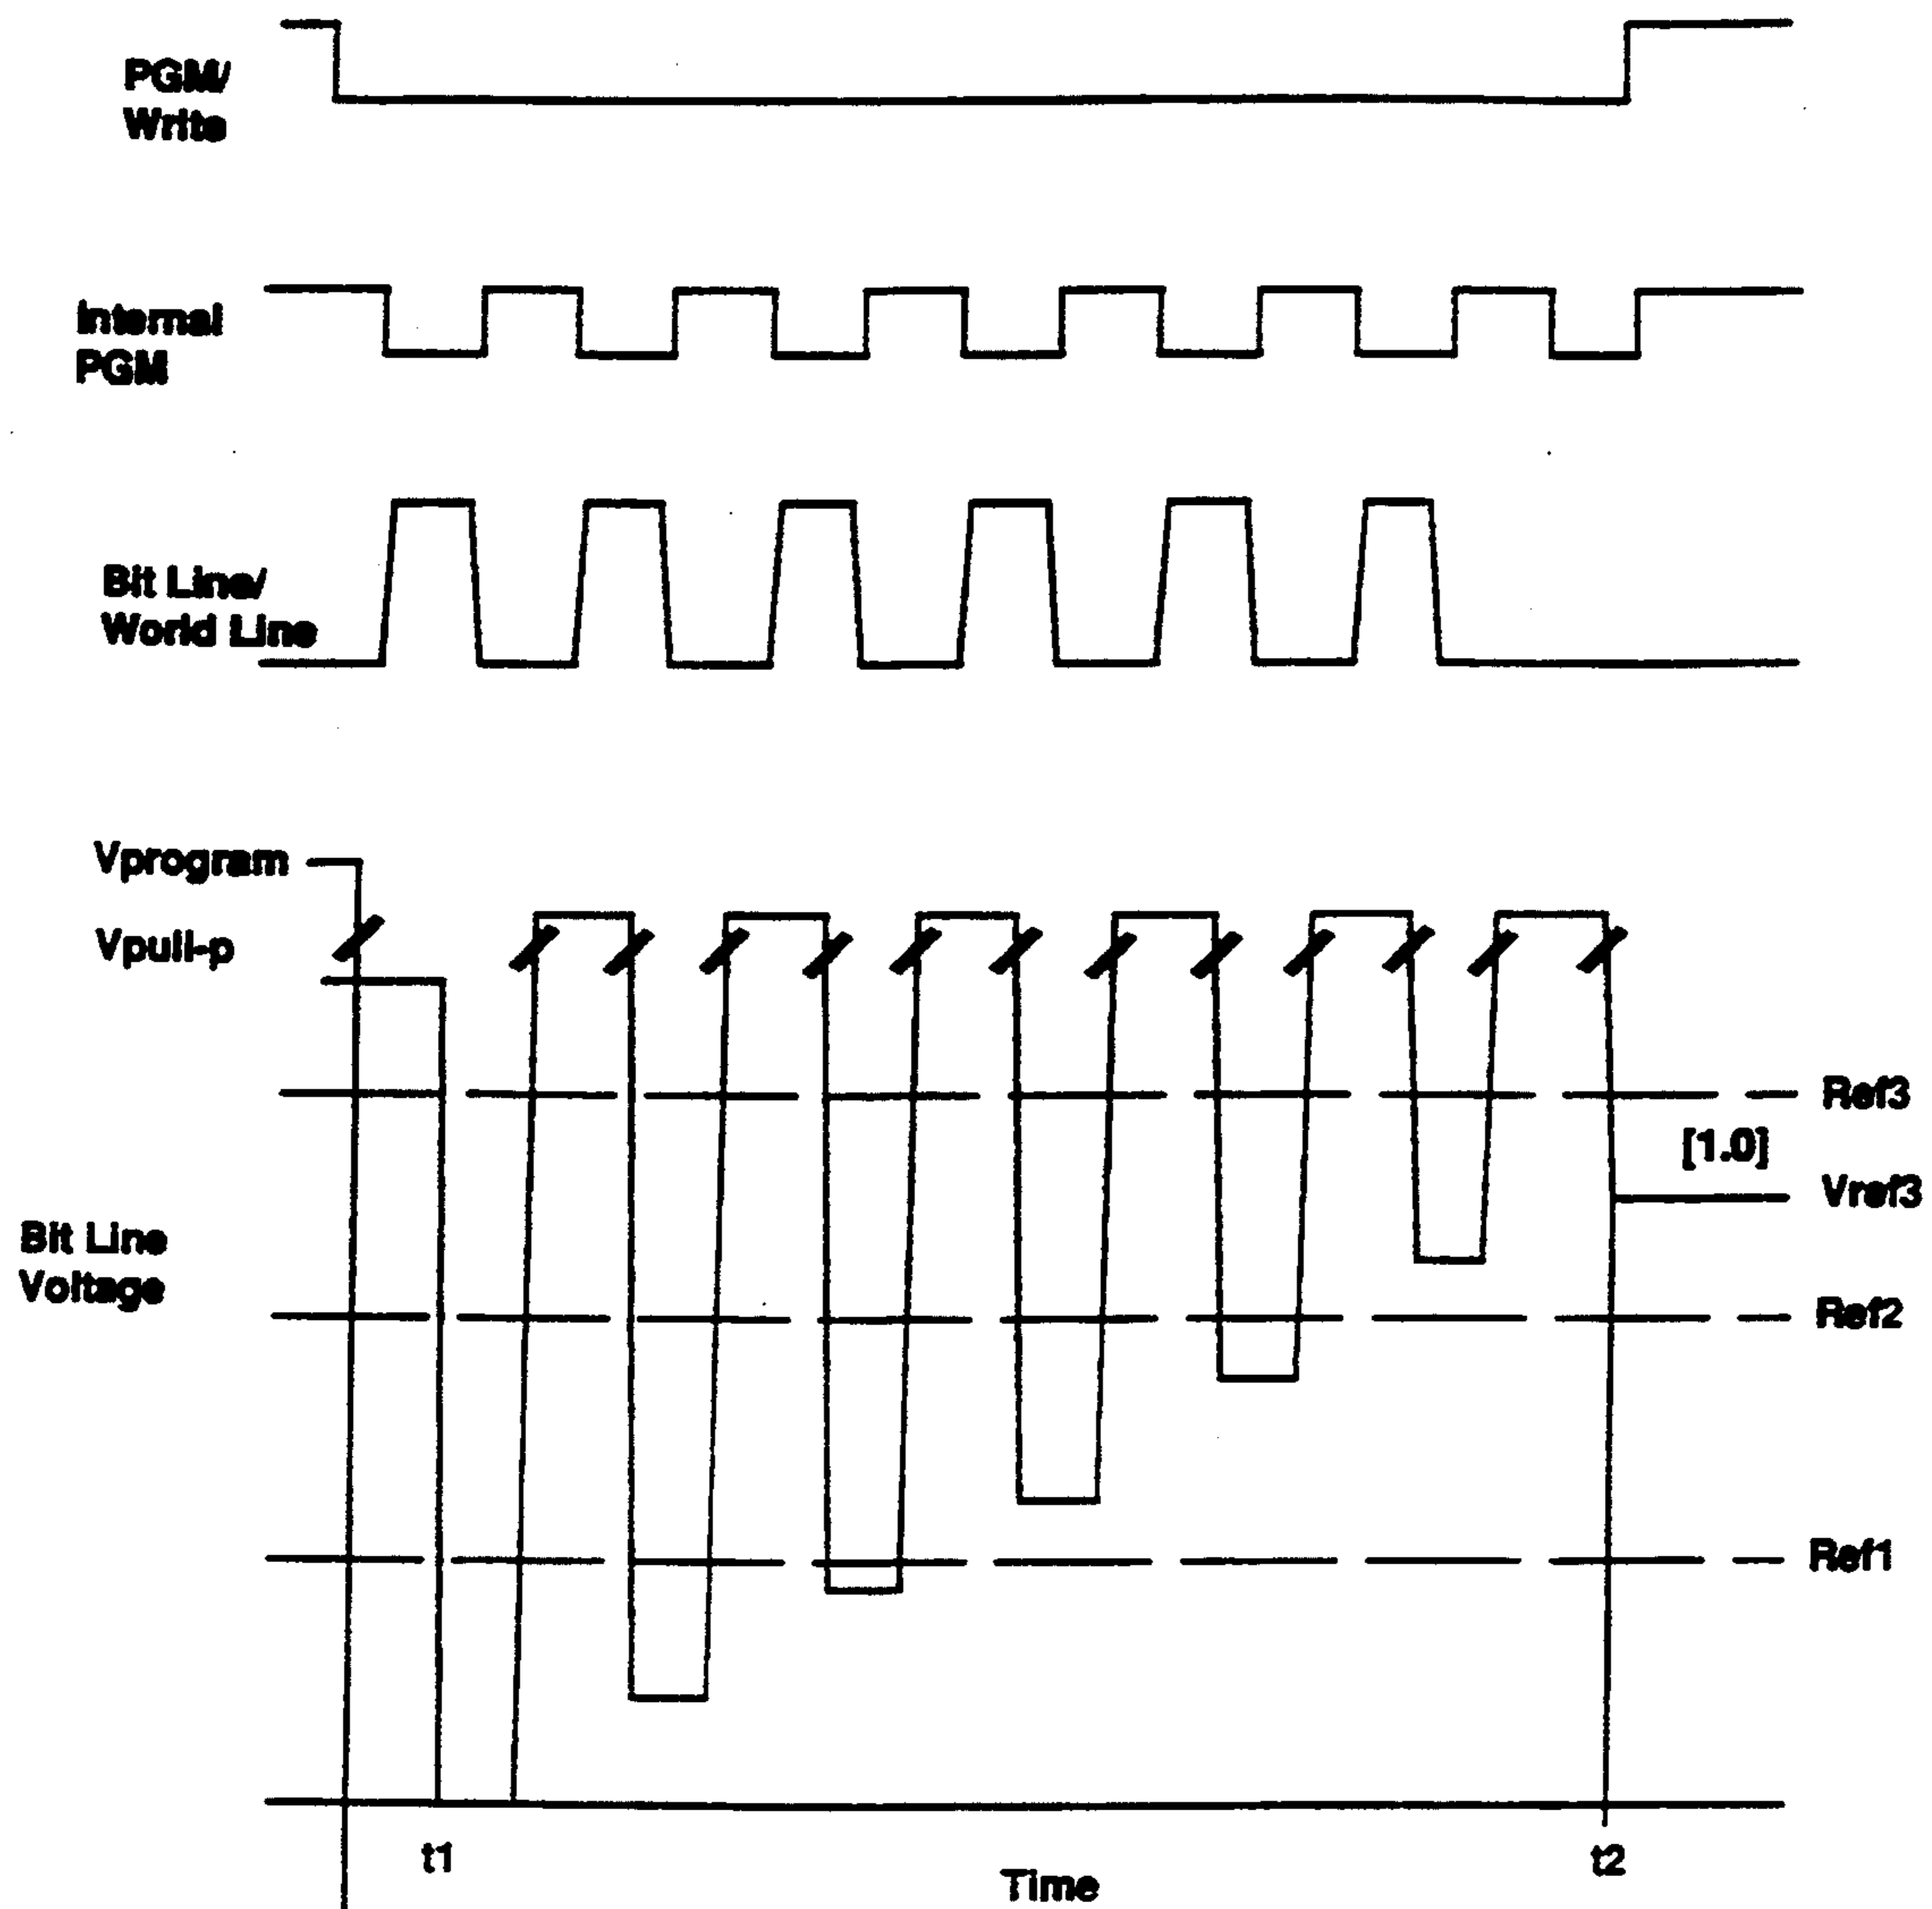 PGM/
Write
Internal
PGM
Bit Line/
World Line
Vprogram
Vpull-p
Ref3
[1.0]
Vref3
Bit Line
Voltage
Ref2
Ref1
t1
t2
Time